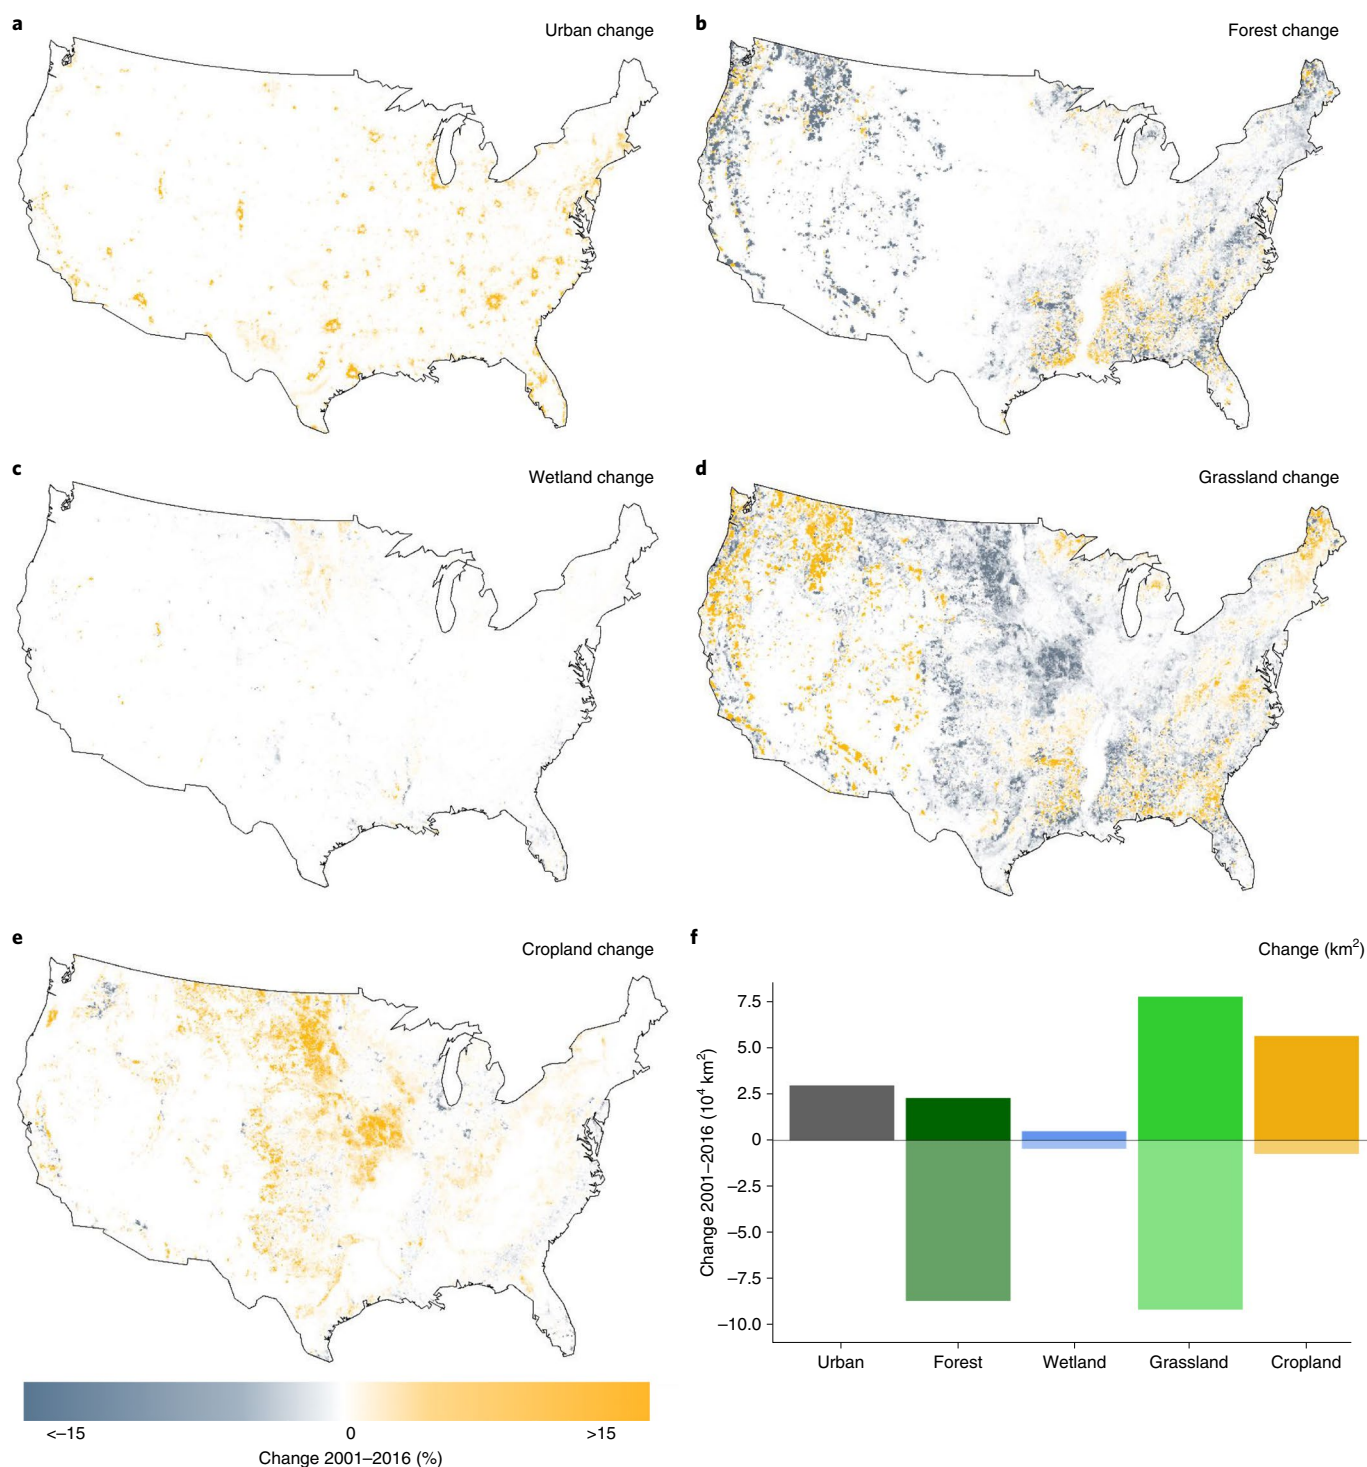 a
Urban change
b
Forest change
c
Wetland change
d
Grassland change
e
Cropland change
<–15
0
>15
Change 2001–2016 (%)
f
Change (km²)
Change 2001–2016 (10⁴ km²)
7.5
5.0
2.5
0
–2.5
–5.0
–7.5
–10.0
Urban
Forest
Wetland
Grassland
Cropland